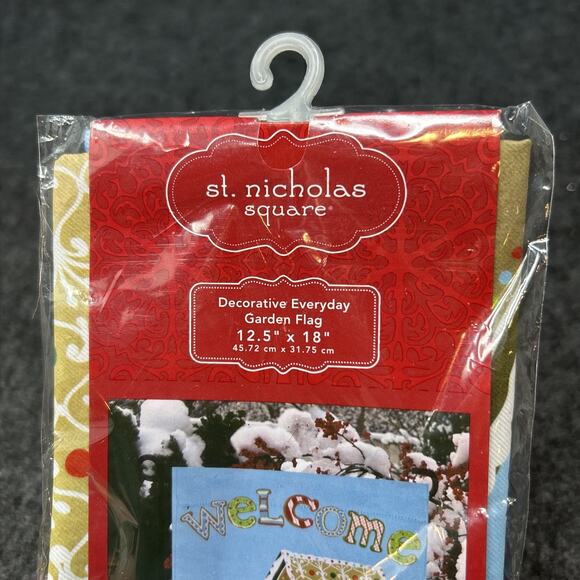 st. nicholas
square
Decorative Everyday
Garden Flag
12.5" x 18"
45.72 cm x 31.75 cm
WeLCome